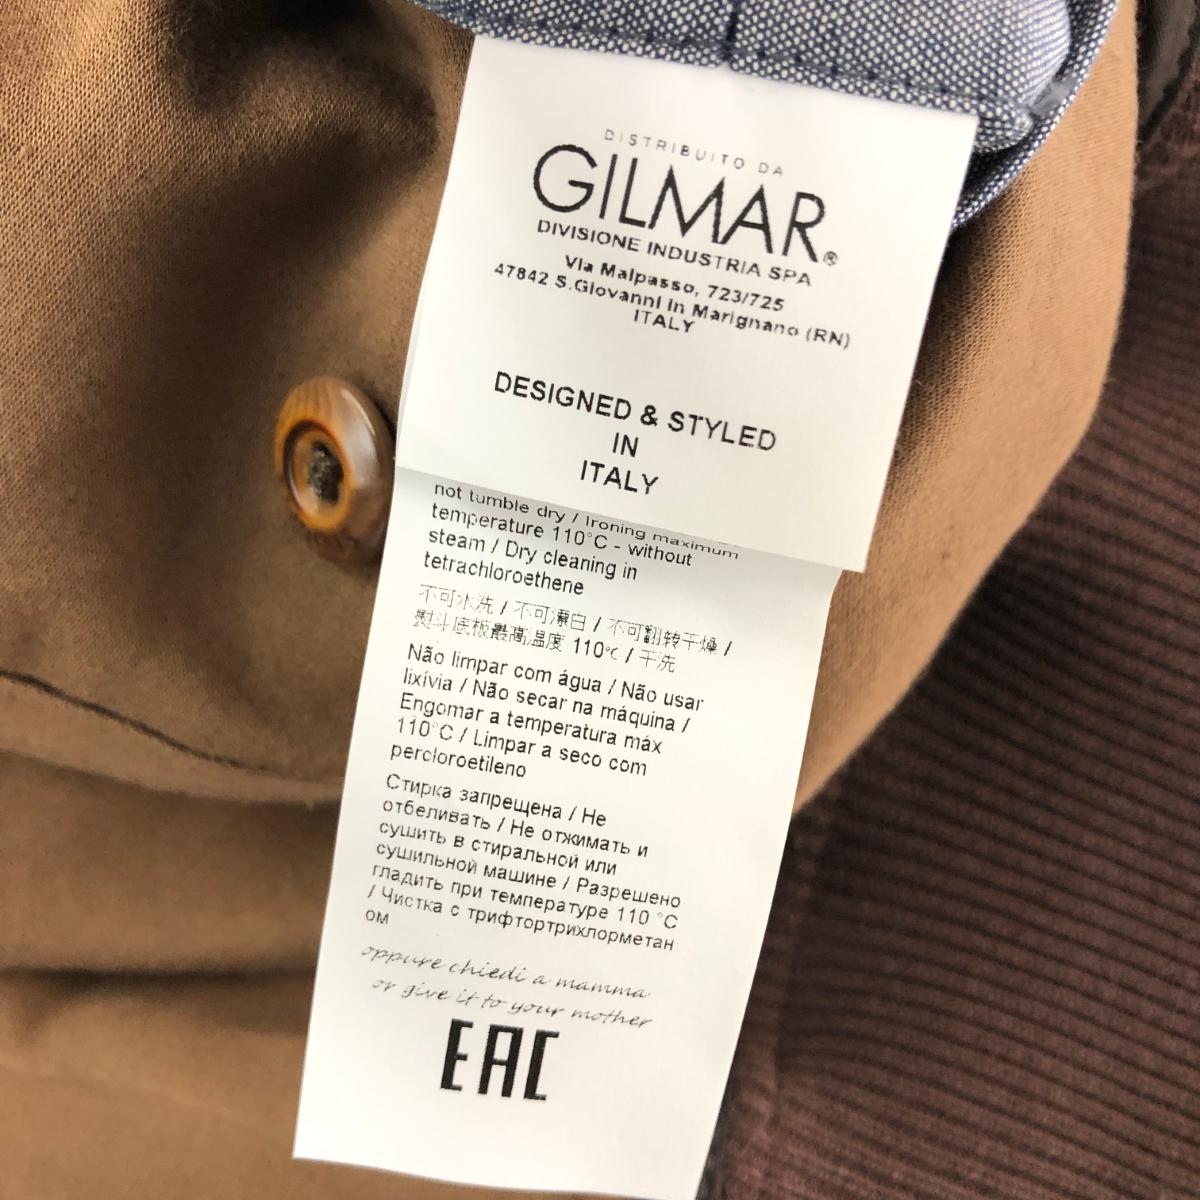 DISTRIBUITO DA
GILMAR®
DIVISIONE INDUSTRIA SPA
Via Malpasso, 723/725
47842 S.Giovanni in Marignano (RN)
ITALY
DESIGNED & STYLED
IN
ITALY
not tumble dry / Ironing maximum
temperature 110°C - without
steam / Dry cleaning in
tetrachloroethene
不可水洗 / 不可漂白 / 不可翻转干燥 /
熨斗底板最高温度 110℃ / 干洗
Não limpar com água / Não usar
lixívia / Não secar na máquina /
Engomar a temperatura máx
110°C / Limpar a seco com
percloroetileno
Стирка запрещена / Не
отбеливать / Не отжимать и
сушить в стиральной или
сушильной машине / Разрешено
гладить при температуре 110 °C
/ Чистка с трифтортрихлорметан
ом
oppure chiedi a mamma
or give it to your mother
EAC